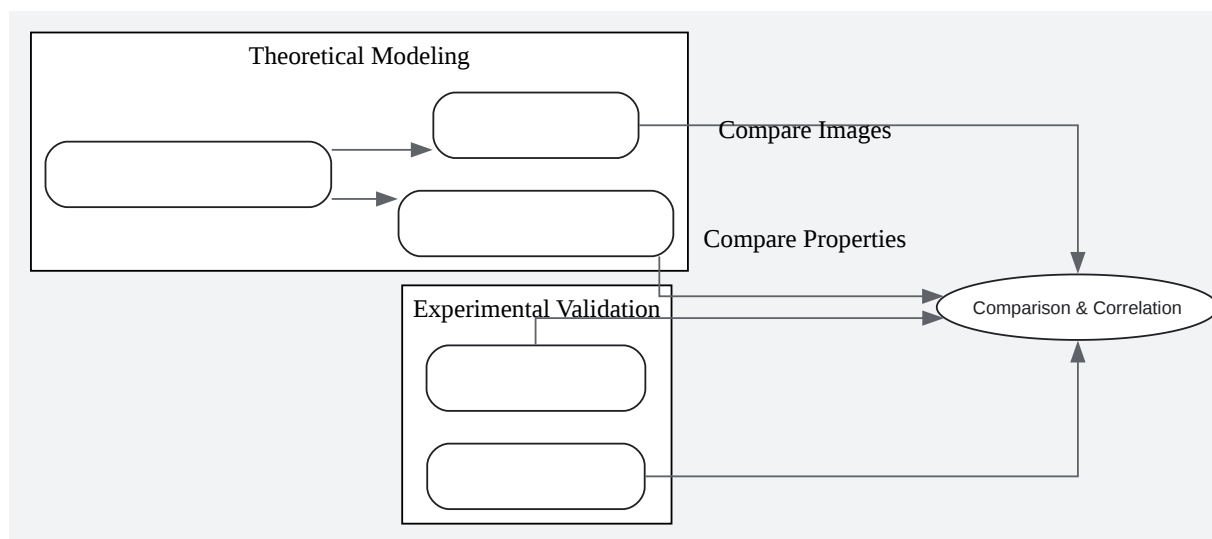 Theoretical Modeling
Compare Images
Compare Properties
Experimental Validation
Comparison & Correlation